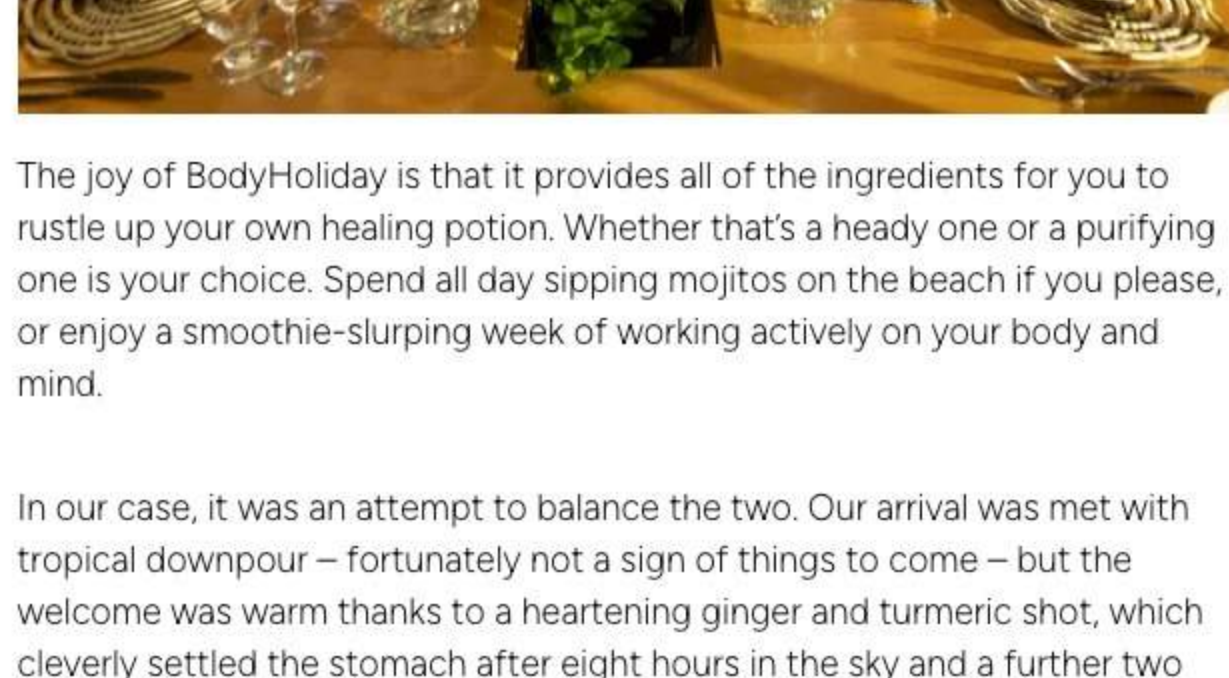 The joy of BodyHoliday is that it provides all of the ingredients for you to
rustle up your own healing potion. Whether that’s a heady one or a purifying
one is your choice. Spend all day sipping mojitos on the beach if you please,
or enjoy a smoothie-slurping week of working actively on your body and
mind.
In our case, it was an attempt to balance the two. Our arrival was met with
tropical downpour – fortunately not a sign of things to come – but the
welcome was warm thanks to a heartening ginger and turmeric shot, which
cleverly settled the stomach after eight hours in the sky and a further two